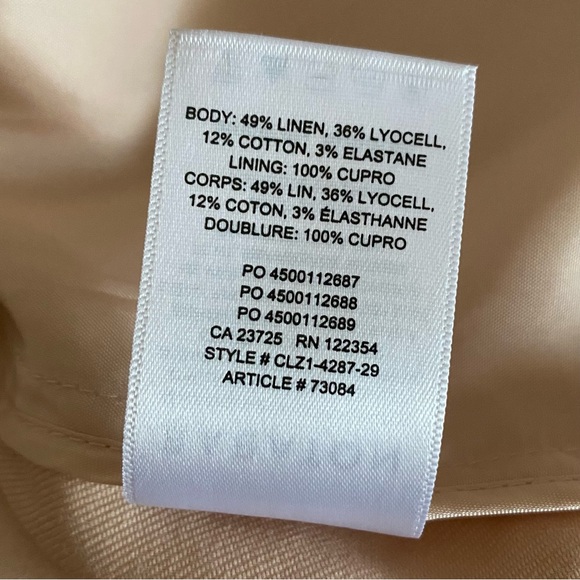 BODY: 49% LINEN, 36% LYOCELL,
12% COTTON, 3% ELASTANE
LINING: 100% CUPRO
CORPS: 49% LIN, 36% LYOCELL,
12% COTON, 3% ÉLASTHANNE
DOUBLURE: 100% CUPRO
PO 4500112687
PO 4500112688
PO 4500112689
CA 23725 RN 122354
STYLE # CLZ1-4287-29
ARTICLE # 73084